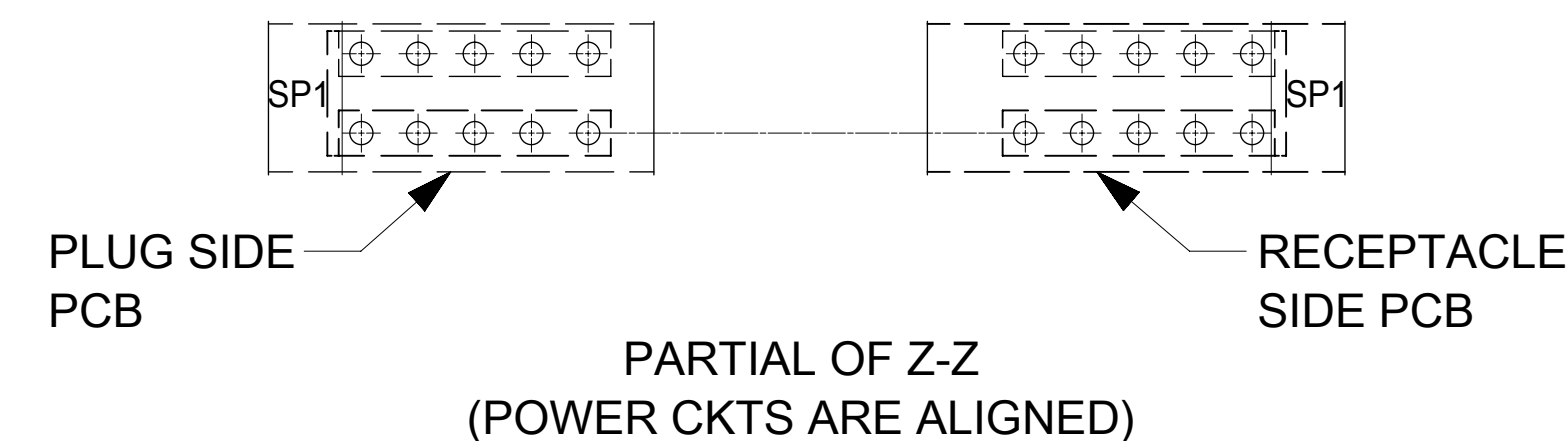 SP1
SP1
PLUG SIDE
PCB
RECEPTACLE
SIDE PCB
PARTIAL OF Z-Z
(POWER CKTS ARE ALIGNED)